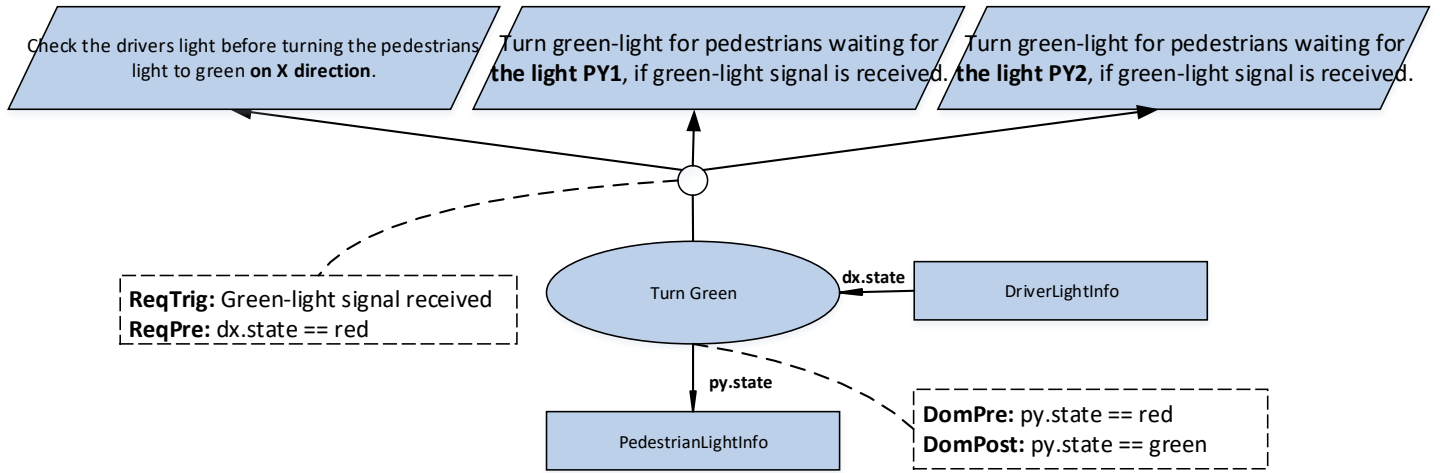 Check the drivers light before turning the pedestrians
light to green on X direction.
Turn green-light for pedestrians waiting for
the light PY1, if green-light signal is received.
Turn green-light for pedestrians waiting for
the light PY2, if green-light signal is received.
ReqTrig: Green-light signal received
ReqPre: dx.state == red
Turn Green
dx.state
DriverLightInfo
py.state
PedestrianLightInfo
DomPre: py.state == red
DomPost: py.state == green